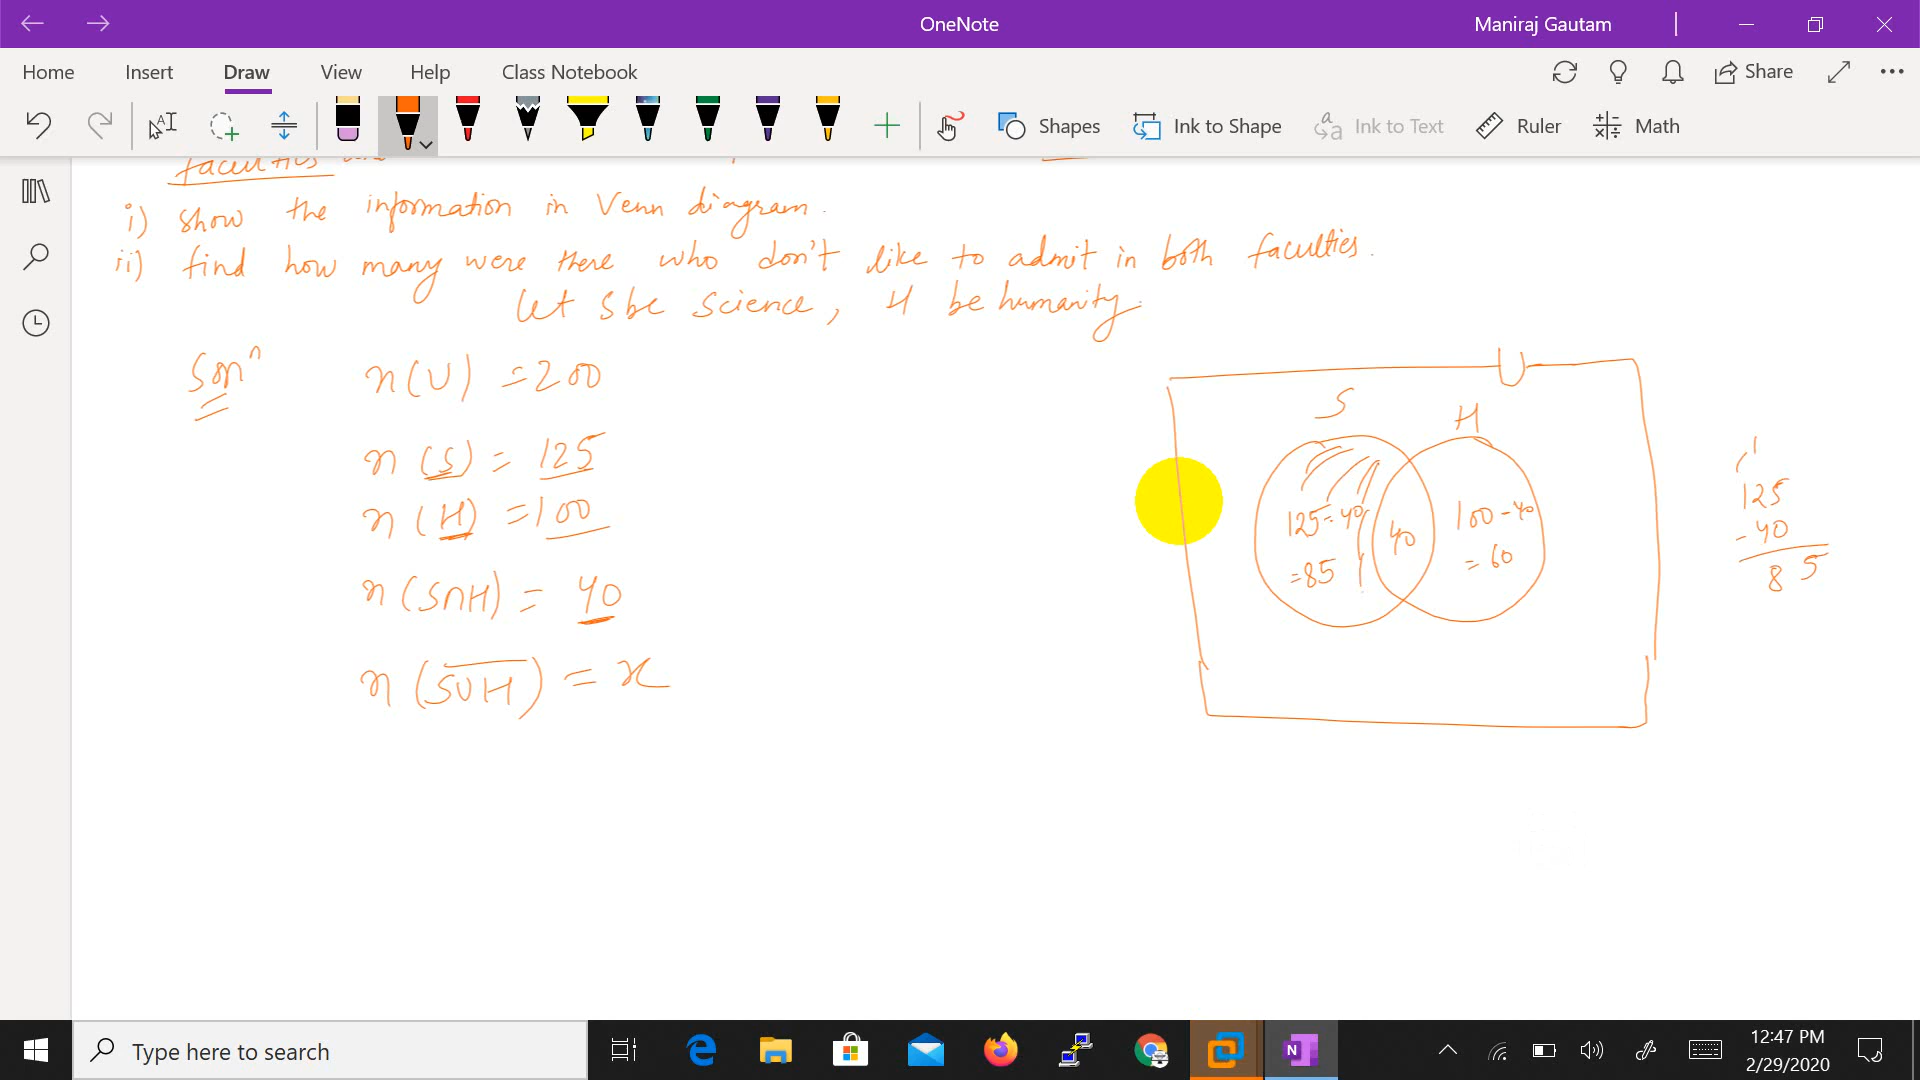 OneNote
Maniraj Gautam
Home Insert Draw View Help Class Notebook
Share
Shapes Ink to Shape Ink to Text Ruler Math
faculties
i) show the information in Venn diagram.
ii) find how many were there who don't like to admit in both faculties.
let S be science, H be humanity.
Solⁿ
n(U) = 200
n(S) = 125
n(H) = 100
n(S∩H) = 40
n(\overline{S∪H}) = x
U
S H
125-40 40 100-40
=85 =60
125
-40
85
Type here to search
12:47 PM
2/29/2020